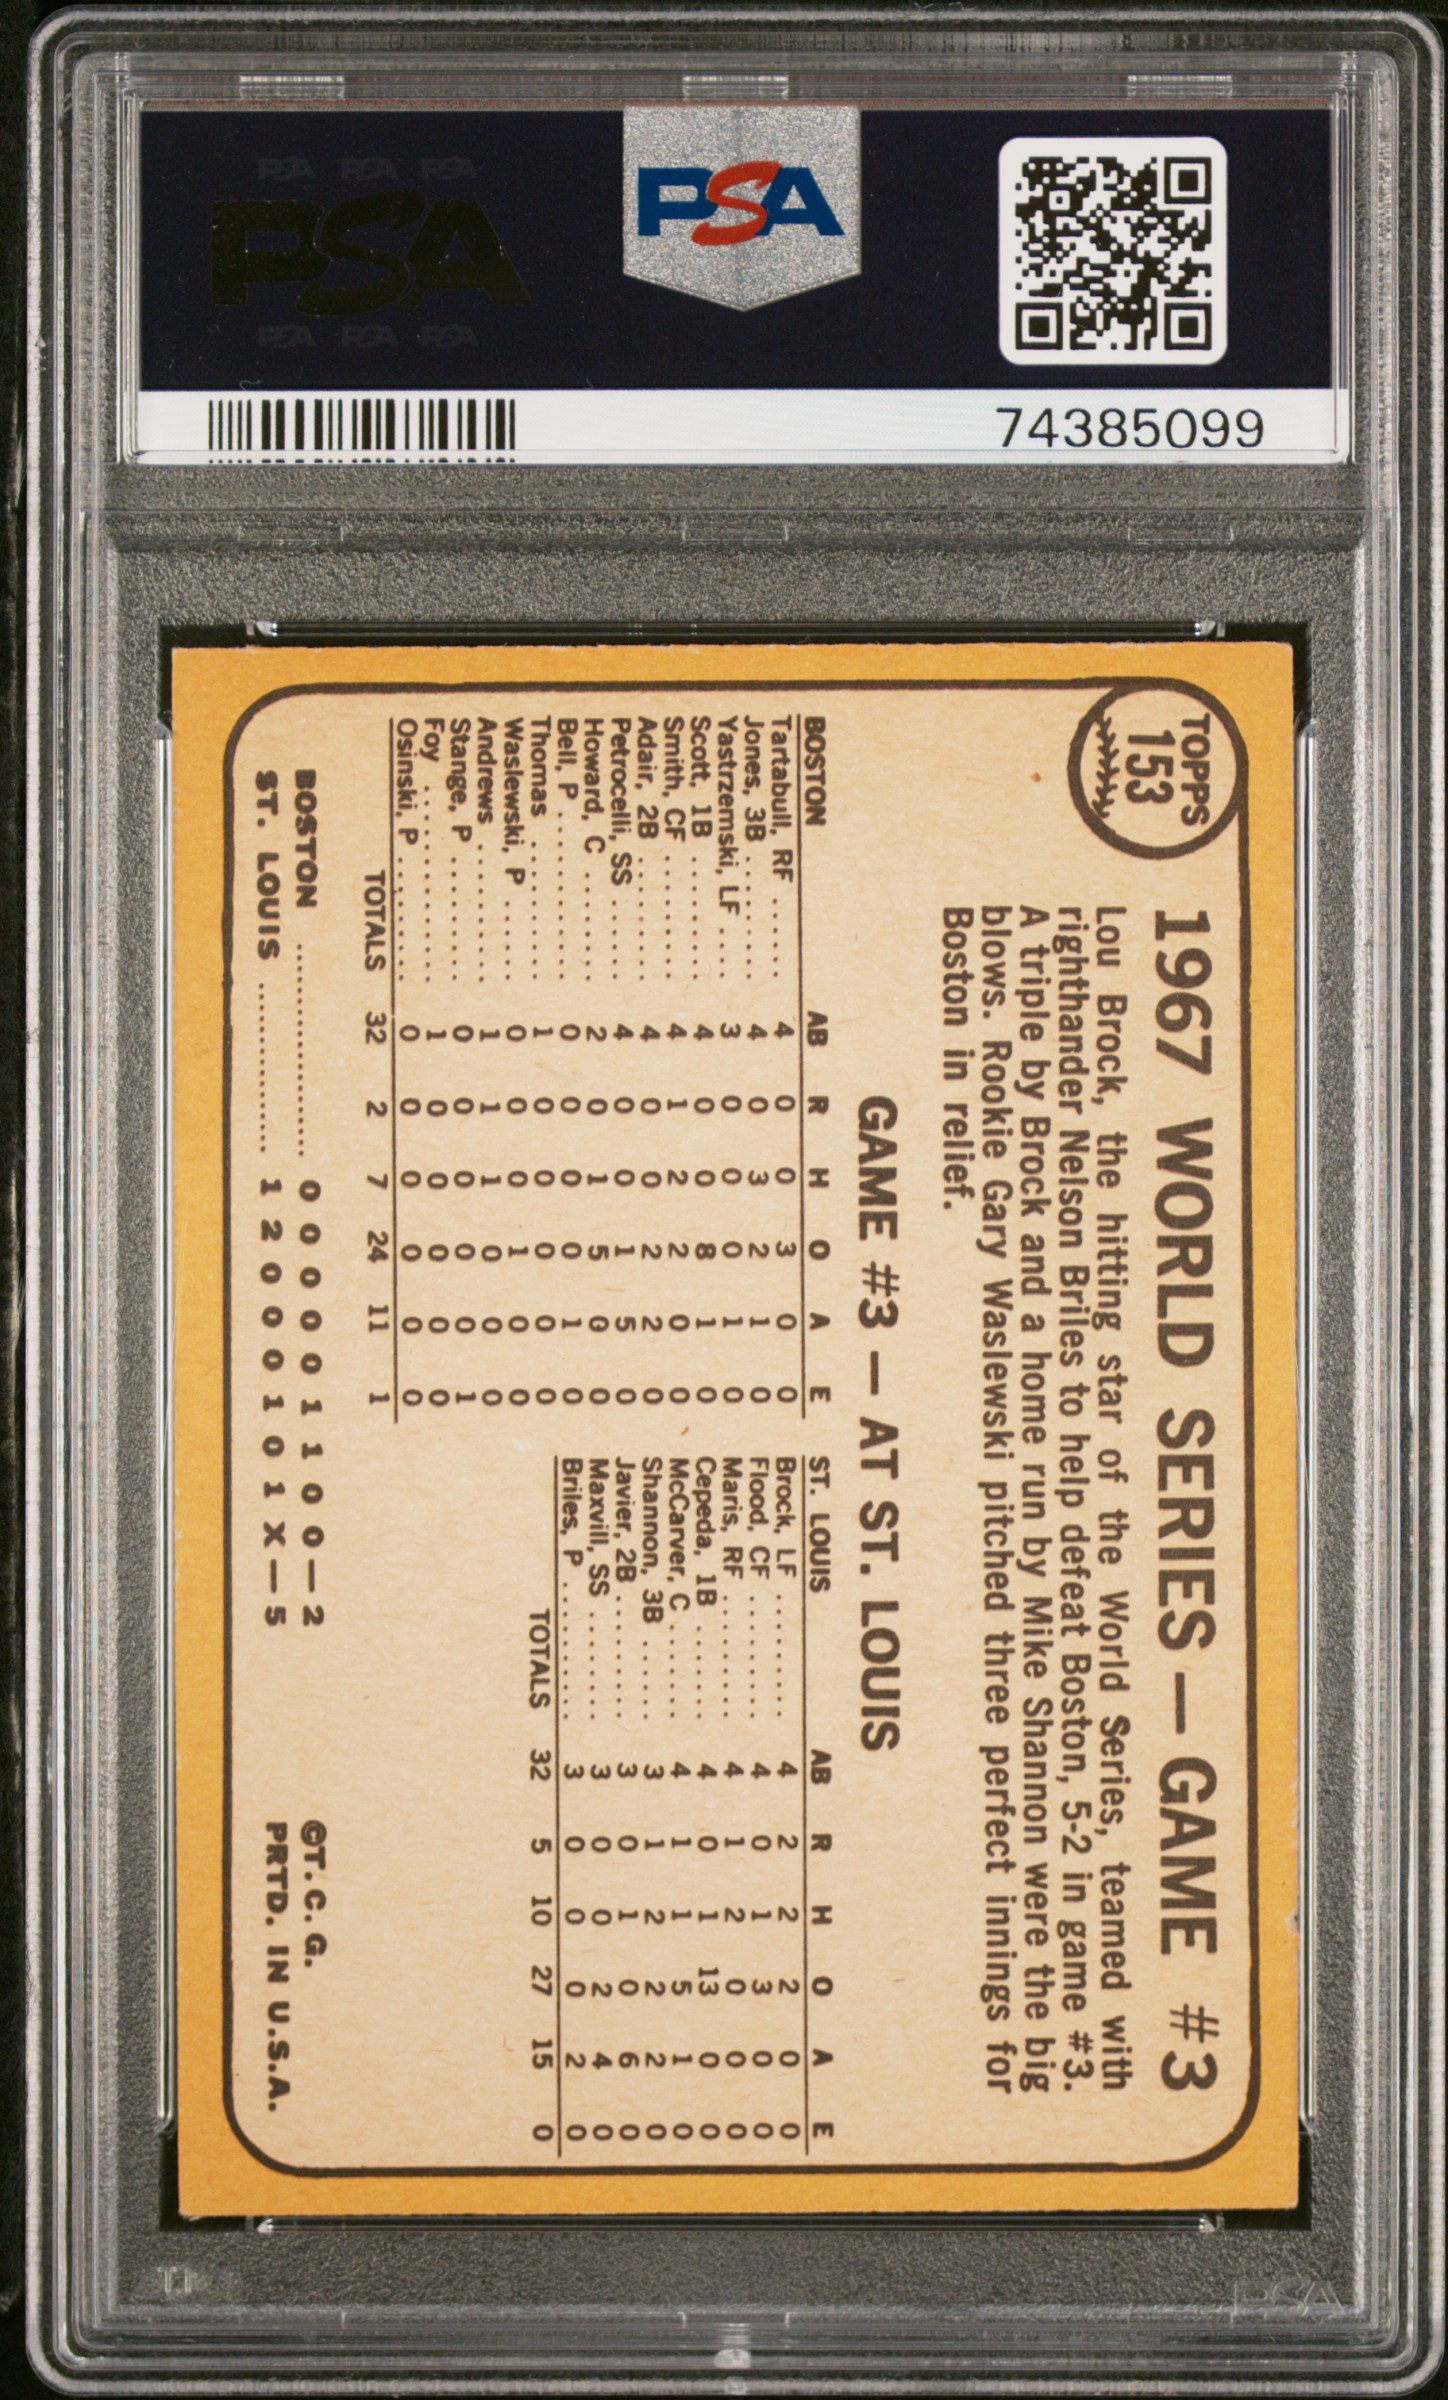 PSA PSA PSA
PSA
PSA PSA PSA
PSA
74385099
TOPPS
153
1967 WORLD SERIES — GAME #3
Lou Brock, the hitting star of the World Series, teamed with
righthander Nelson Briles to help defeat Boston, 5-2 in game #3.
A triple by Brock and a home run by Mike Shannon were the big
blows. Rookie Gary Waslewski pitched three perfect innings for
Boston in relief.
GAME #3 — AT ST. LOUIS
BOSTON AB R H O A E
Tartabull, RF ...... 4 0 0 3 0 0
Jones, 3B ........ 4 0 3 2 1 0
Yastrzemski, LF .... 3 0 0 0 1 0
Scott, 1B ......... 4 0 0 8 1 0
Smith, CF ......... 4 1 2 2 0 0
Adair, 2B ......... 4 0 0 2 2 0
Petrocelli, SS ...... 4 0 0 1 5 0
Howard, C ........ 2 0 1 5 0 0
Bell, P ............ 0 0 0 0 1 0
Thomas .......... 1 0 0 0 0 0
Waslewski, P ...... 0 0 0 1 0 0
Andrews .......... 1 1 1 0 0 0
Stange, P ......... 0 0 0 0 0 1
Foy .............. 1 0 0 0 0 0
Osinski, P ......... 0 0 0 0 0 0
TOTALS 32 2 7 24 11 1
ST. LOUIS AB R H O A E
Brock, LF ......... 4 2 2 2 0 0
Flood, CF ......... 4 0 1 3 0 0
Maris, RF ......... 4 1 2 0 0 0
Cepeda, 1B ....... 4 0 1 13 0 0
McCarver, C ....... 4 1 1 5 1 0
Shannon, 3B ...... 3 1 2 2 2 0
Javier, 2B ......... 3 0 1 0 6 0
Maxvill, SS ........ 3 0 0 2 4 0
Briles, P .......... 3 0 0 0 2 0
TOTALS 32 5 10 27 15 0
BOSTON .................... 0 0 0 0 0 1 1 0 0 — 2
ST. LOUIS ................ 1 2 0 0 0 1 0 1 X — 5
©T. C. G.
PRTD. IN U.S.A.
PSA